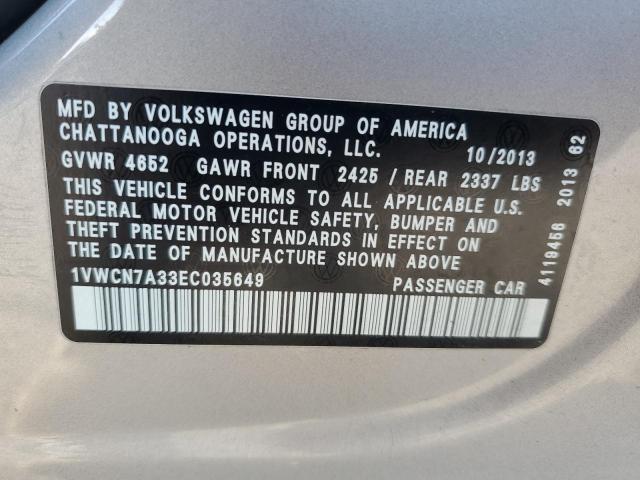 MFD BY VOLKSWAGEN GROUP OF AMERICA
CHATTANOOGA OPERATIONS, LLC. 10/2013
GVWR 4652 GAWR FRONT 2425 / REAR 2337 LBS
THIS VEHICLE CONFORMS TO ALL APPLICABLE U.S.
FEDERAL MOTOR VEHICLE SAFETY, BUMPER AND
THEFT PREVENTION STANDARDS IN EFFECT ON
THE DATE OF MANUFACTURE SHOWN ABOVE.
1VWCN7A33EC035649 PASSENGER CAR
4119456 2013 62